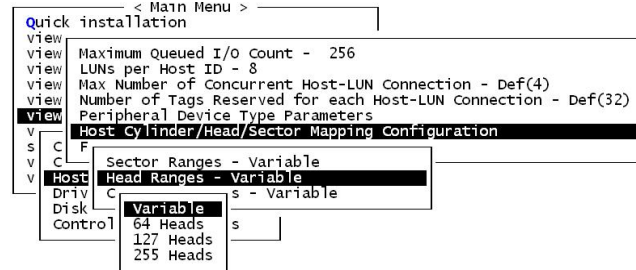 < Main Menu >
Quick installation
view
view Maximum Queued I/O Count - 256
view LUNs per Host ID - 8
view Max Number of Concurrent Host-LUN Connection - Def(4)
view Number of Tags Reserved for each Host-LUN Connection - Def(32)
view Peripheral Device Type Parameters
v Host Cylinder/Head/Sector Mapping Configuration
s C F
v C Sector Ranges - Variable
v Host Head Ranges - Variable
Driv C s - Variable
Disk Variable
Control 64 Heads s
127 Heads
255 Heads